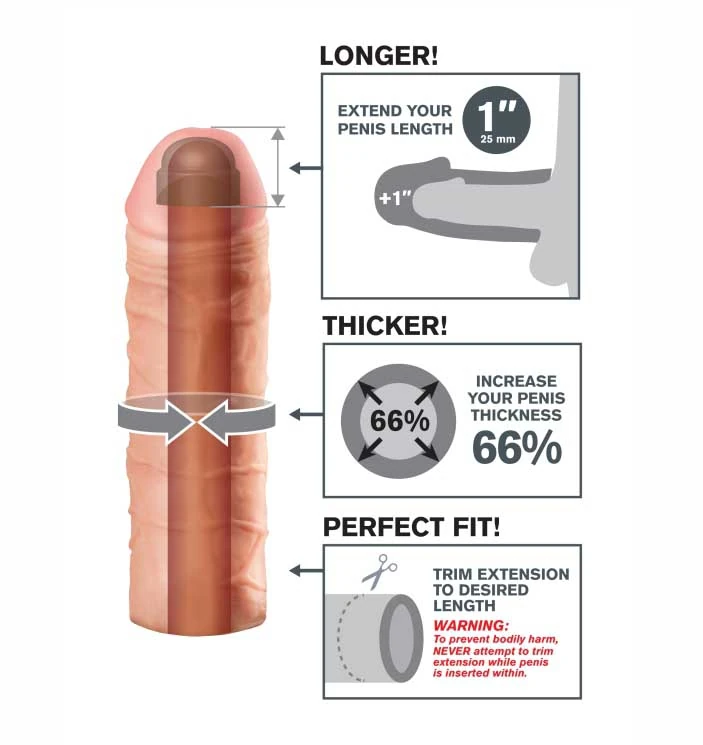 LONGER!
EXTEND YOUR
PENIS LENGTH
1"
25 mm
+1"
THICKER!
66%
INCREASE
YOUR PENIS
THICKNESS
66%
PERFECT FIT!
TRIM EXTENSION
TO DESIRED
LENGTH
WARNING:
To prevent bodily harm,
NEVER attempt to trim
extension while penis
is inserted within.